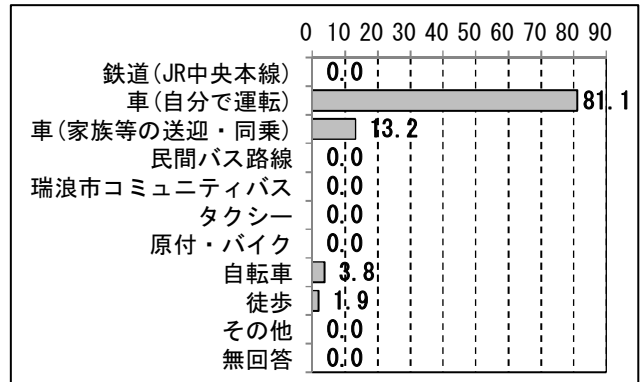 0 10 20 30 40 50 60 70 80 90
鉄道(JR中央本線) 0.0
車(自分で運転) 81.1
車(家族等の送迎・同乗) 13.2
民間バス路線 0.0
瑞浪市コミュニティバス 0.0
タクシー 0.0
原付・バイク 0.0
自転車 3.8
徒歩 1.9
その他 0.0
無回答 0.0